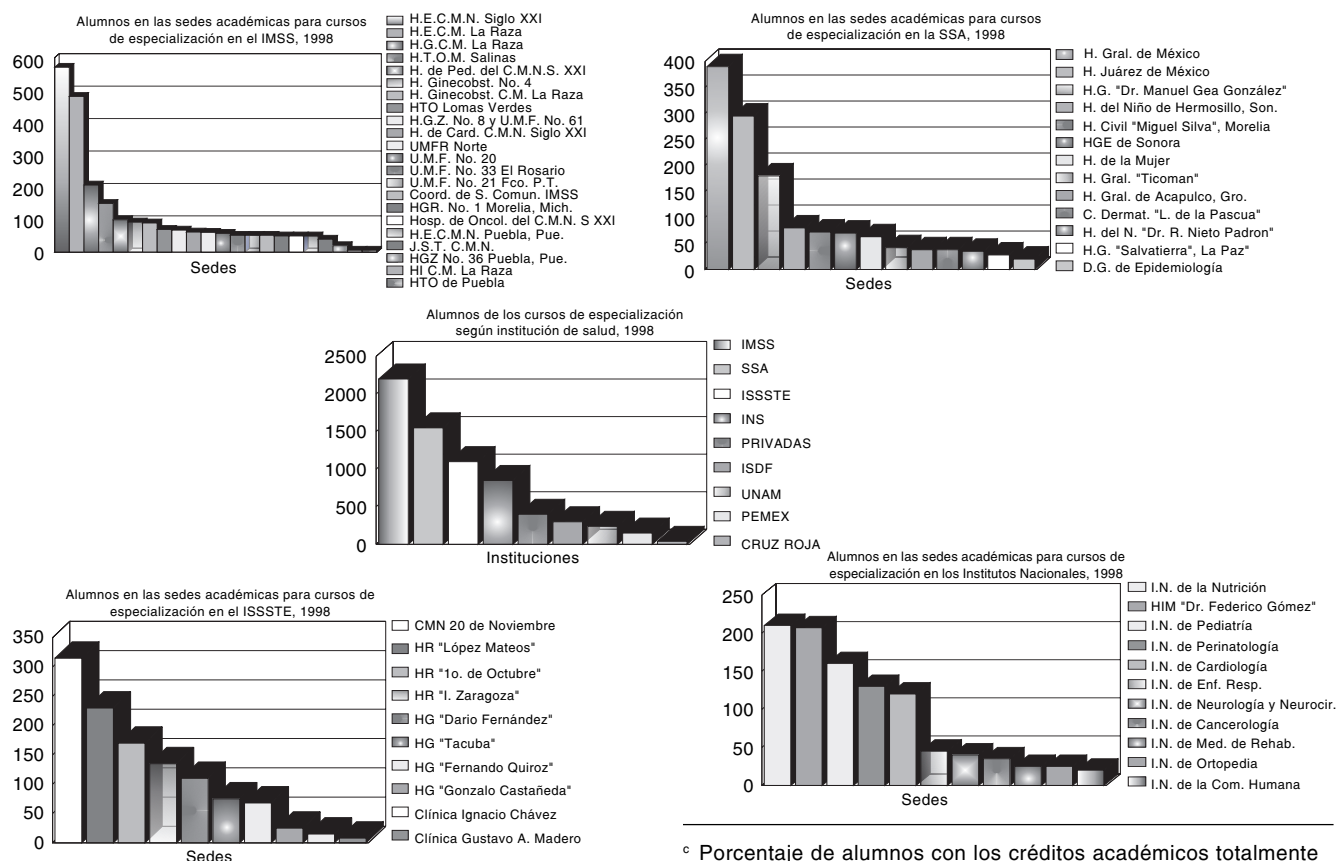 Alumnos en las sedes académicas para cursos
de especialización en el IMSS, 1998
600
500
400
300
200
100
0
Sedes
H.E.C.M.N. Siglo XXI
H.E.C.M. La Raza
H.G.C.M. La Raza
H.T.O.M. Salinas
H. de Ped. del C.M.N.S. XXI
H. Ginecobst. No. 4
H. Ginecobst. C.M. La Raza
HTO Lomas Verdes
H.G.Z. No. 8 y U.M.F. No. 61
H. de Card. C.M.N. Siglo XXI
UMFR Norte
U.M.F. No. 20
U.M.F. No. 33 El Rosario
U.M.F. No. 21 Fco. P.T.
Coord. de S. Comun. IMSS
HGR. No. 1 Morelia, Mich.
Hosp. de Oncol. del C.M.N. S XXI
H.E.C.M.N. Puebla, Pue.
J.S.T. C.M.N.
HGZ No. 36 Puebla, Pue.
HI C.M. La Raza
HTO de Puebla
Alumnos en las sedes académicas para cursos
de especialización en la SSA, 1998
400
350
300
250
200
150
100
50
0
Sedes
H. Gral. de México
H. Juárez de México
H.G. "Dr. Manuel Gea González"
H. del Niño de Hermosillo, Son.
H. Civil "Miguel Silva", Morelia
HGE de Sonora
H. de la Mujer
H. Gral. "Ticoman"
H. Gral. de Acapulco, Gro.
C. Dermat. "L. de la Pascua"
H. del N. "Dr. R. Nieto Padron"
H.G. "Salvatierra", La Paz"
D.G. de Epidemiología
Alumnos de los cursos de especialización
según institución de salud, 1998
2500
2000
1500
1000
500
0
Instituciones
IMSS
SSA
ISSSTE
INS
PRIVADAS
ISDF
UNAM
PEMEX
CRUZ ROJA
Alumnos en las sedes académicas para cursos de
especialización en el ISSSTE, 1998
350
300
250
200
150
100
50
0
Sedes
CMN 20 de Noviembre
HR "López Mateos"
HR "1o. de Octubre"
HR "I. Zaragoza"
HG "Dario Fernández"
HG "Tacuba"
HG "Fernando Quiroz"
HG "Gonzalo Castañeda"
Clínica Ignacio Chávez
Clínica Gustavo A. Madero
Alumnos en las sedes académicas para cursos de
especialización en los Institutos Nacionales, 1998
250
200
150
100
50
0
Sedes
I.N. de la Nutrición
HIM "Dr. Federico Gómez"
I.N. de Pediatría
I.N. de Perinatología
I.N. de Cardiología
I.N. de Enf. Resp.
I.N. de Neurología y Neurocir.
I.N. de Cancerología
I.N. de Med. de Rehab.
I.N. de Ortopedia
I.N. de la Com. Humana
c Porcentaje de alumnos con los créditos académicos totalmente